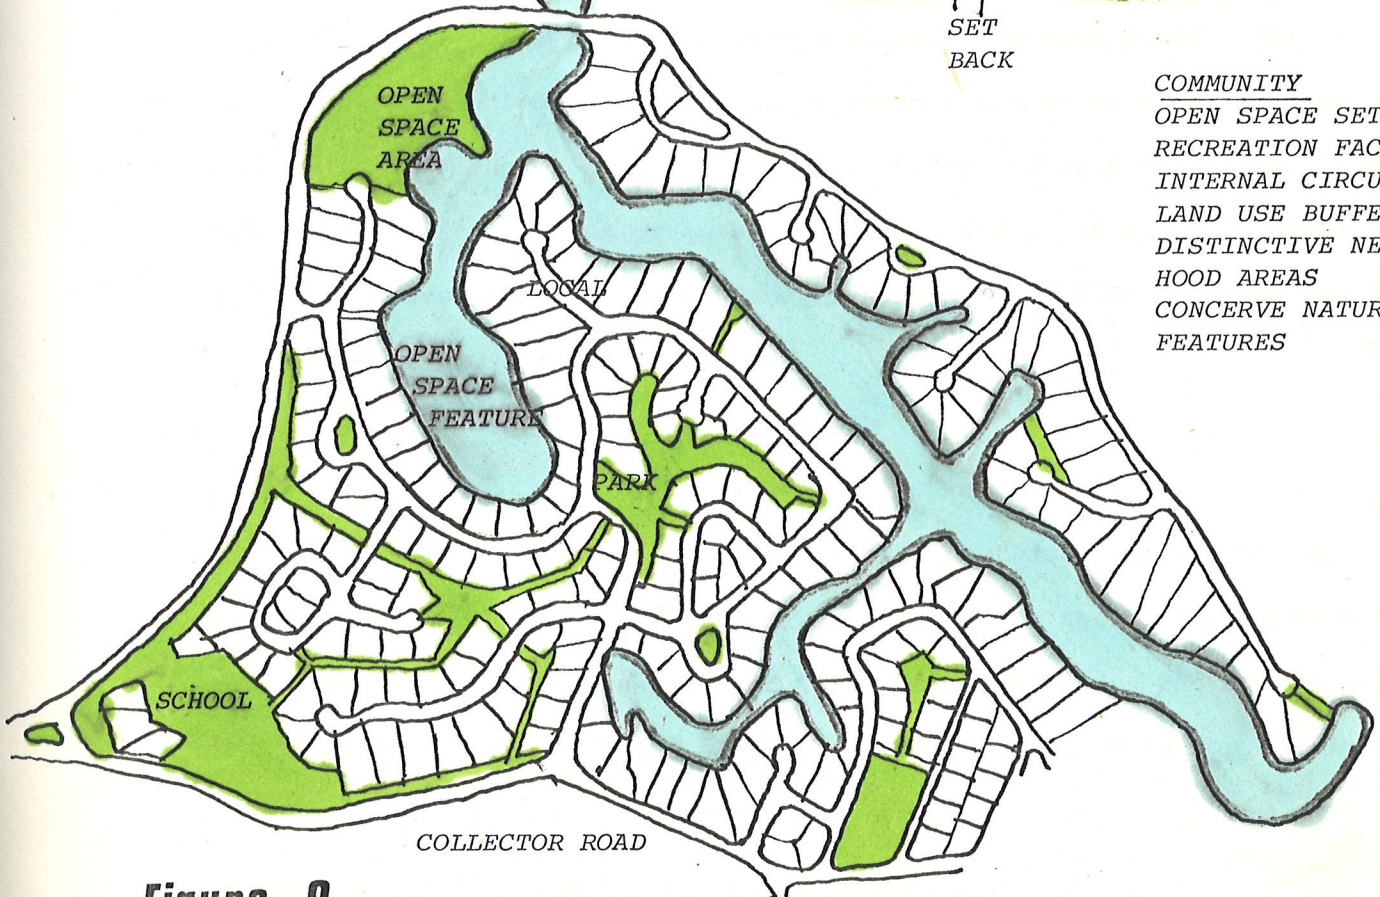 SET
BACK
COMMUNITY
OPEN SPACE SET
RECREATION FAC
INTERNAL CIRCU
LAND USE BUFFE
DISTINCTIVE NE
HOOD AREAS
CONCERVE NATUR
FEATURES
OPEN
SPACE
AREA
LOCAL
OPEN
SPACE
FEATURE
PARK
SCHOOL
COLLECTOR ROAD